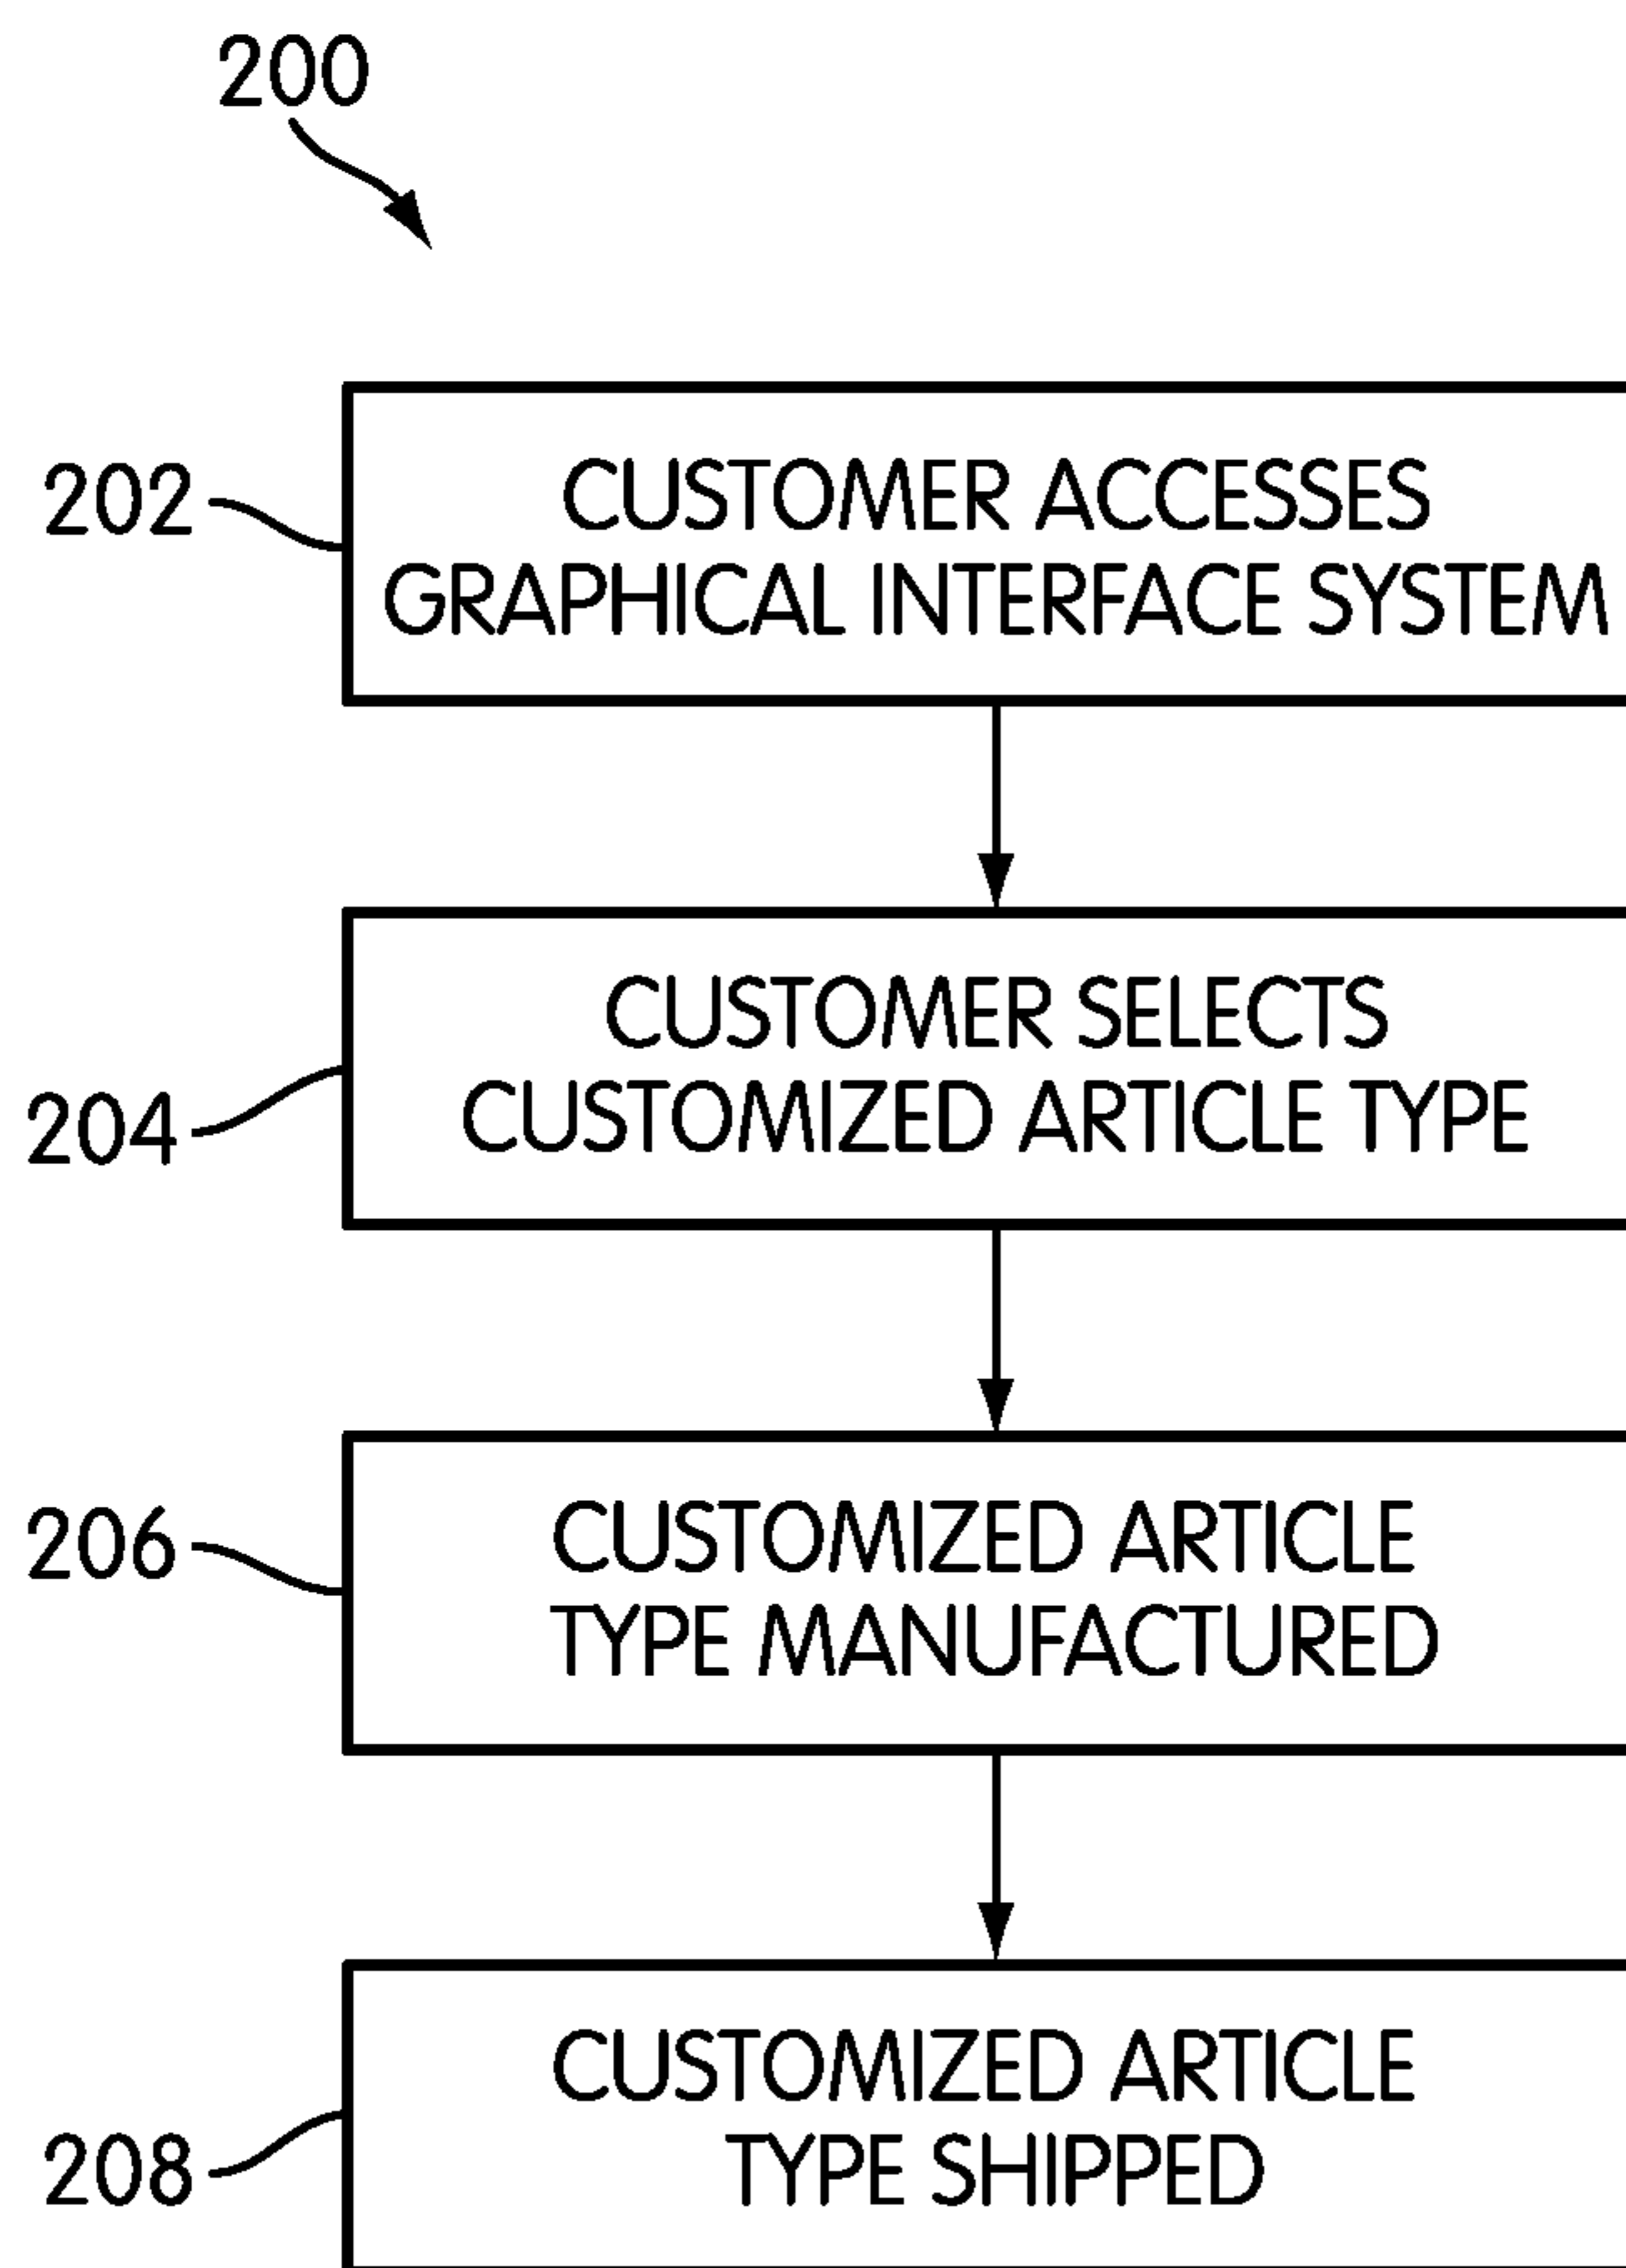 200
202
CUSTOMER ACCESSES
GRAPHICAL INTERFACE SYSTEM
204
CUSTOMER SELECTS
CUSTOMIZED ARTICLE TYPE
206
CUSTOMIZED ARTICLE
TYPE MANUFACTURED
208
CUSTOMIZED ARTICLE
TYPE SHIPPED